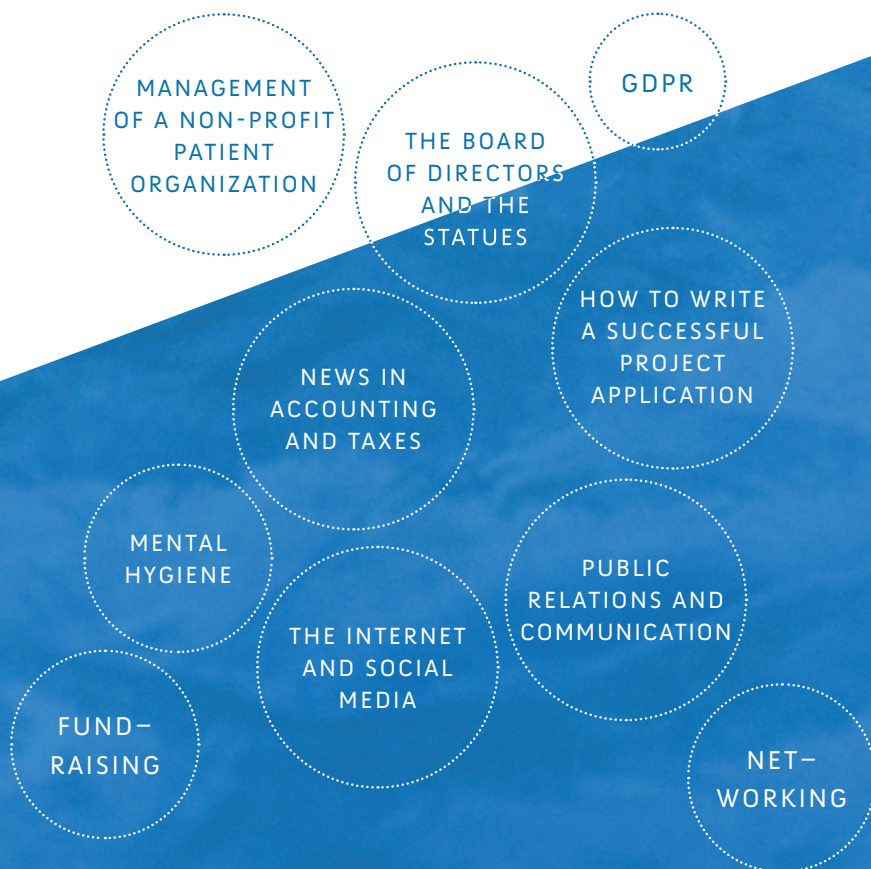 MANAGEMENT
OF A NON-PROFIT
PATIENT
ORGANIZATION
THE BOARD
OF DIRECTORS
AND THE
STATUES
GDPR
HOW TO WRITE
A SUCCESSFUL
PROJECT
APPLICATION
NEWS IN
ACCOUNTING
AND TAXES
MENTAL
HYGIENE
PUBLIC
RELATIONS AND
COMMUNICATION
THE INTERNET
AND SOCIAL
MEDIA
FUND–
RAISING
NET–
WORKING